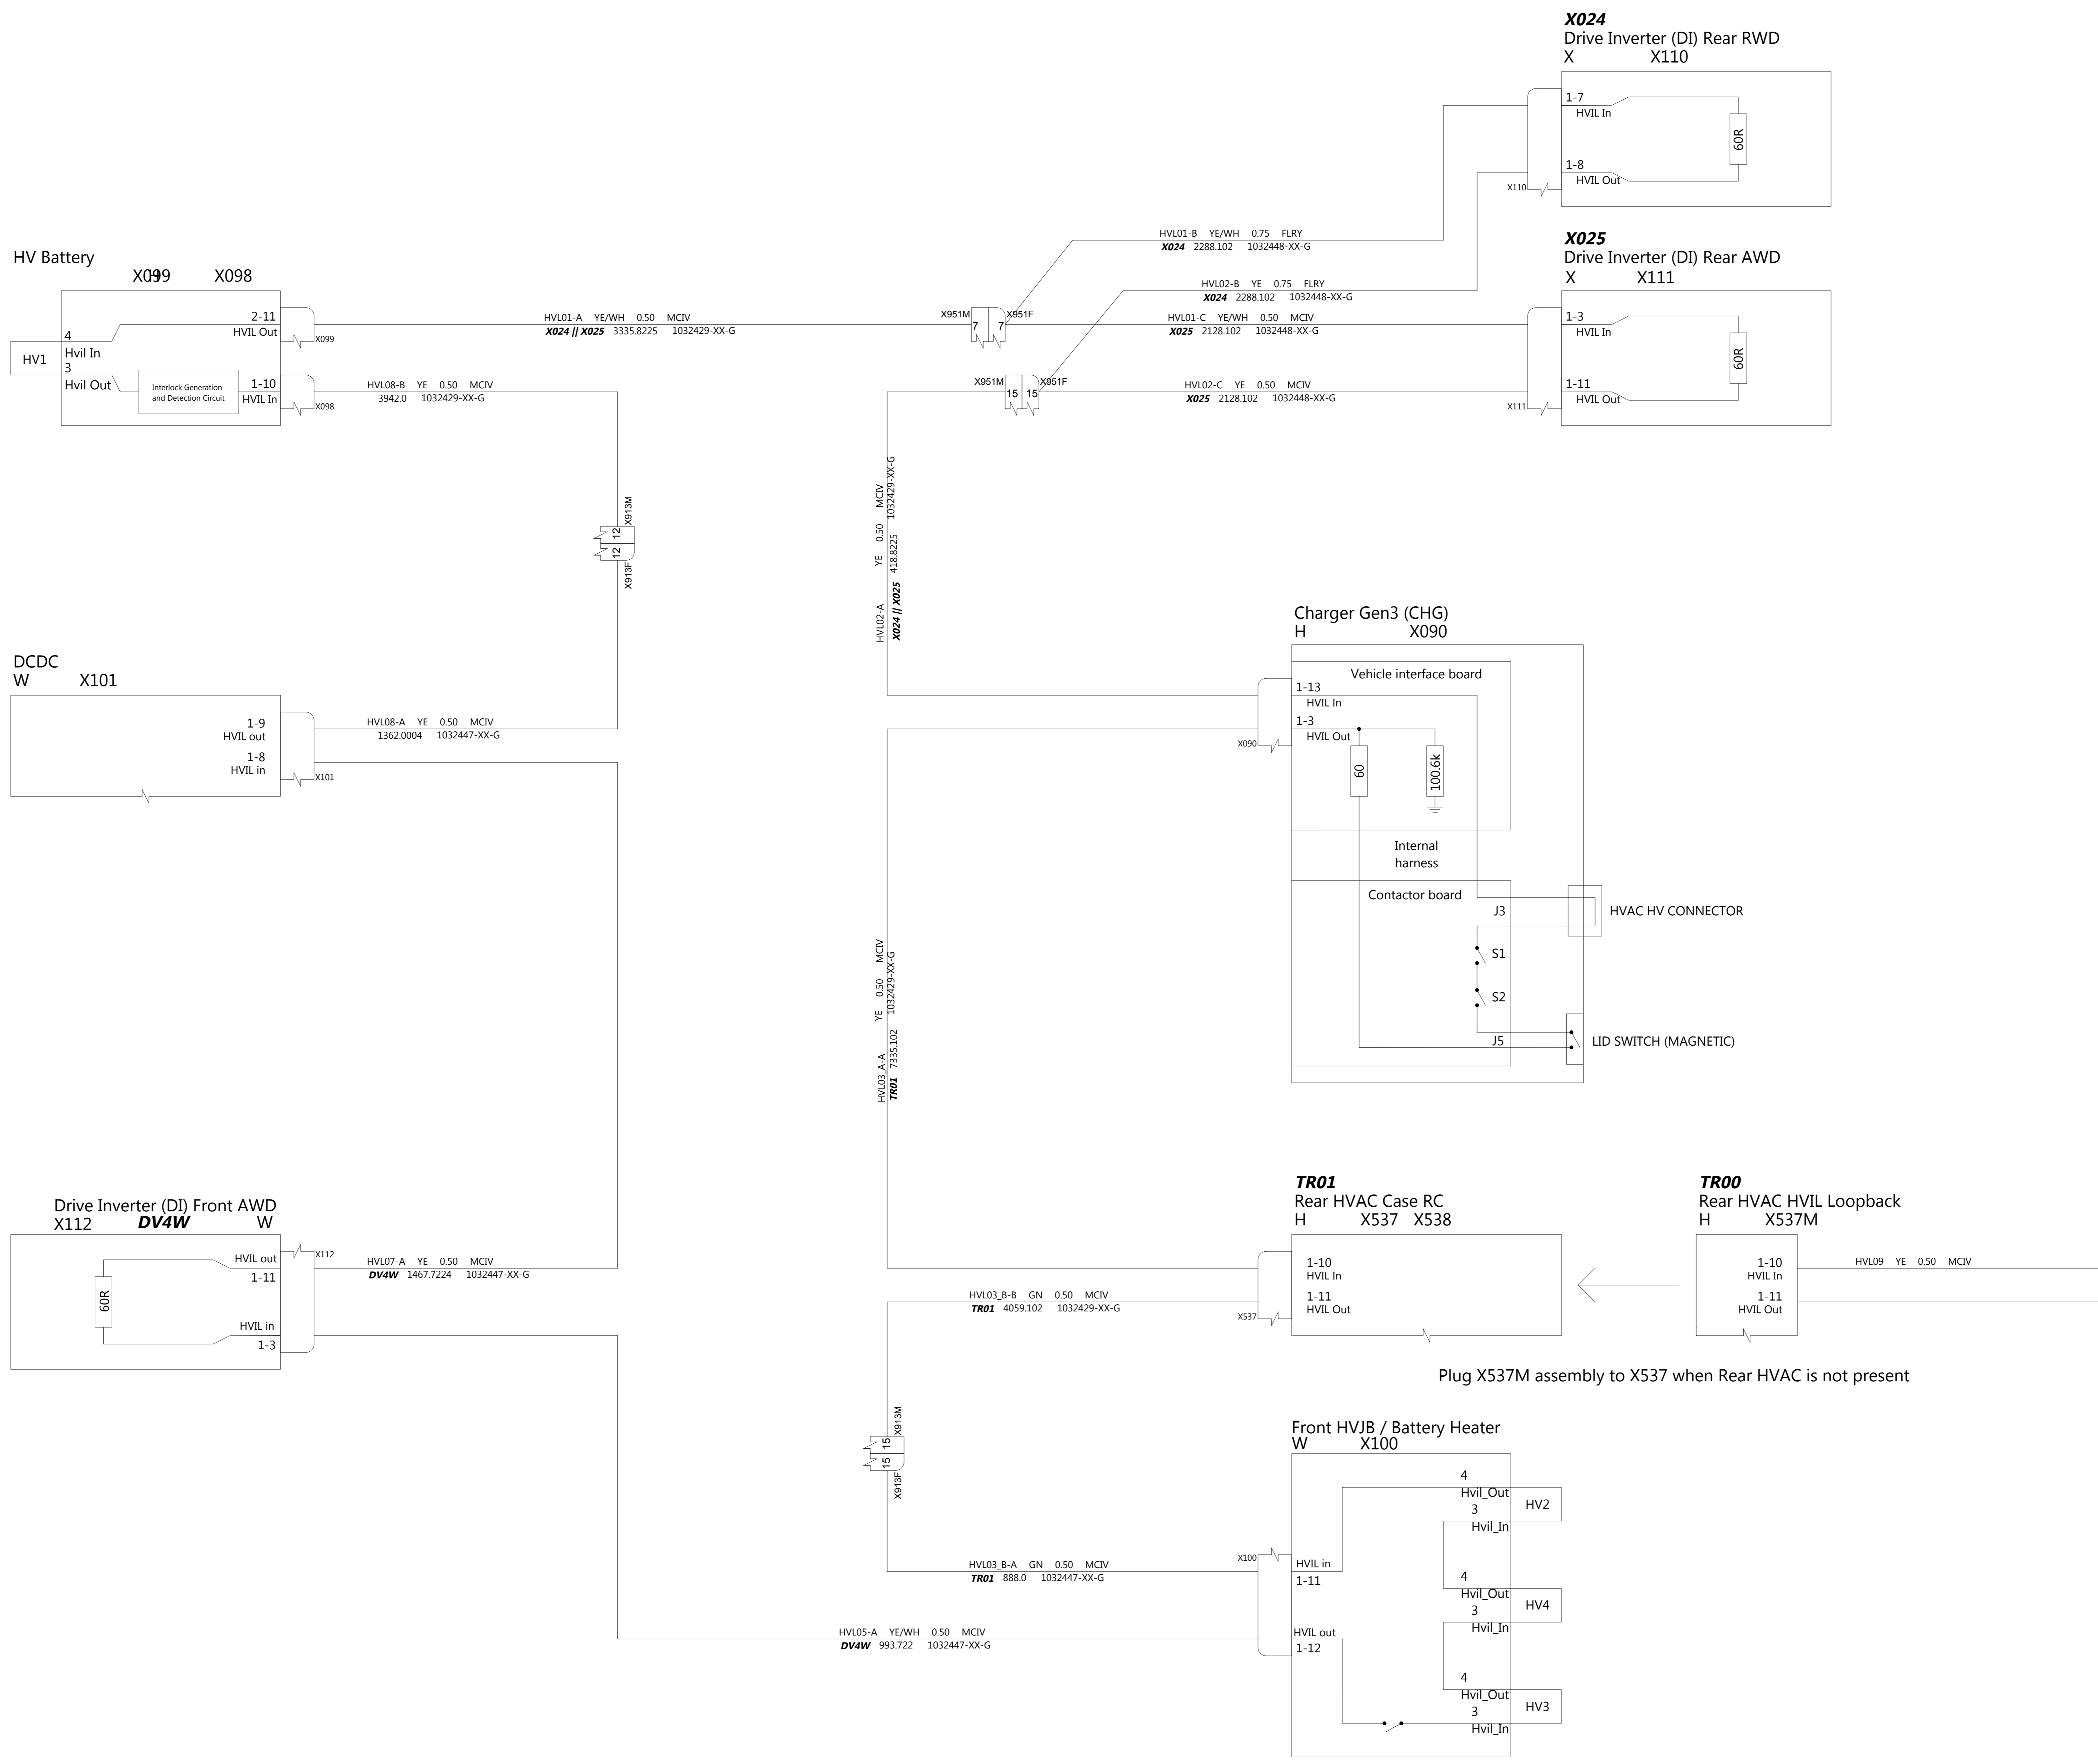 X024
Drive Inverter (DI) Rear RWD
X X110
1-7
HVIL In
60R
1-8
HVIL Out
X110
HVL01-B YE/WH 0.75 FLRY
X024 2288.102 1032448-XX-G
HVL02-B YE 0.75 FLRY
X024 2288.102 1032448-XX-G
X025
Drive Inverter (DI) Rear AWD
X X111
1-3
HVIL In
60R
1-11
HVIL Out
X111
HV Battery
X099 X098
2-11
HVIL Out
4
Hvil In
HV1
3
Hvil Out
Interlock Generation
and Detection Circuit
1-10
HVIL In
X099
X098
HVL01-A YE/WH 0.50 MCIV
X024 || X025 3335.8225 1032429-XX-G
X951M X951F
7 7
HVL01-C YE/WH 0.50 MCIV
X025 2128.102 1032448-XX-G
HVL08-B YE 0.50 MCIV
3942.0 1032429-XX-G
X951M X951F
15 15
HVL02-C YE 0.50 MCIV
X025 2128.102 1032448-XX-G
X913M
12
12
X913F
HVL02-A YE 0.50 MCIV
X024 || X025 418.8225 1032429-XX-G
DCDC
W X101
1-9
HVIL out
1-8
HVIL in
X101
HVL08-A YE 0.50 MCIV
1362.0004 1032447-XX-G
Charger Gen3 (CHG)
H X090
Vehicle interface board
1-13
HVIL In
1-3
HVIL Out
X090
60
100.6k
Internal
harness
Contactor board
J3
HVAC HV CONNECTOR
S1
S2
J5
LID SWITCH (MAGNETIC)
HVL03_A-A YE 0.50 MCIV
TR01 7335.102 1032429-XX-G
Drive Inverter (DI) Front AWD
X112 DV4W W
HVIL out
1-11
60R
HVIL in
1-3
X112
HVL07-A YE 0.50 MCIV
DV4W 1467.7224 1032447-XX-G
TR01
Rear HVAC Case RC
H X537 X538
1-10
HVIL In
1-11
HVIL Out
X537
HVL03_B-B GN 0.50 MCIV
TR01 4059.102 1032429-XX-G
TR00
Rear HVAC HVIL Loopback
H X537M
1-10
HVIL In
1-11
HVIL Out
HVL09 YE 0.50 MCIV
Plug X537M assembly to X537 when Rear HVAC is not present
X913M
15
15
X913F
HVL03_B-A GN 0.50 MCIV
TR01 888.0 1032447-XX-G
HVL05-A YE/WH 0.50 MCIV
DV4W 993.722 1032447-XX-G
Front HVJB / Battery Heater
W X100
X100
HVIL in
1-11
HVIL out
1-12
4
Hvil_Out
HV2
3
Hvil_In
4
Hvil_Out
HV4
3
Hvil_In
4
Hvil_Out
HV3
3
Hvil_In